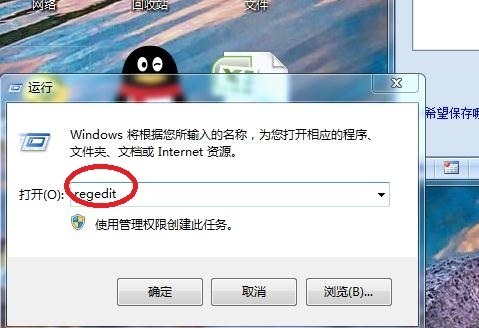 网络
回收站
文件
运行
Windows 将根据您所输入的名称，为您打开相应的程序、
文件夹、文档或 Internet 资源。
希望保存
打开(O):
regedit
使用管理权限创建此任务。
确定
取消
浏览(B)...